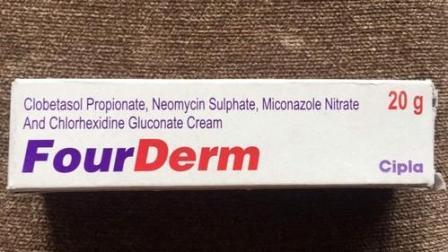 Clobetasol Propionate, Neomycin Sulphate, Miconazole Nitrate
And Chlorhexidine Gluconate Cream
20 g
FourDerm
Cipla